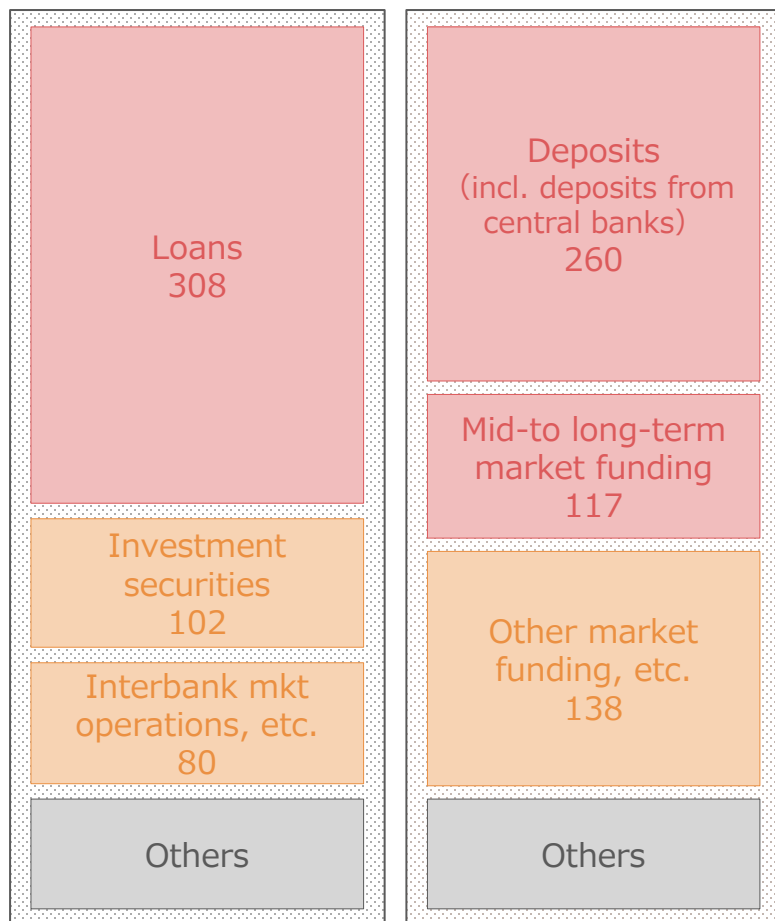 Loans
308
Investment
securities
102
Interbank mkt
operations, etc.
80
Others
Deposits
（incl. deposits from
central banks）
260
Mid-to long-term
market funding
117
Other market
funding, etc.
138
Others